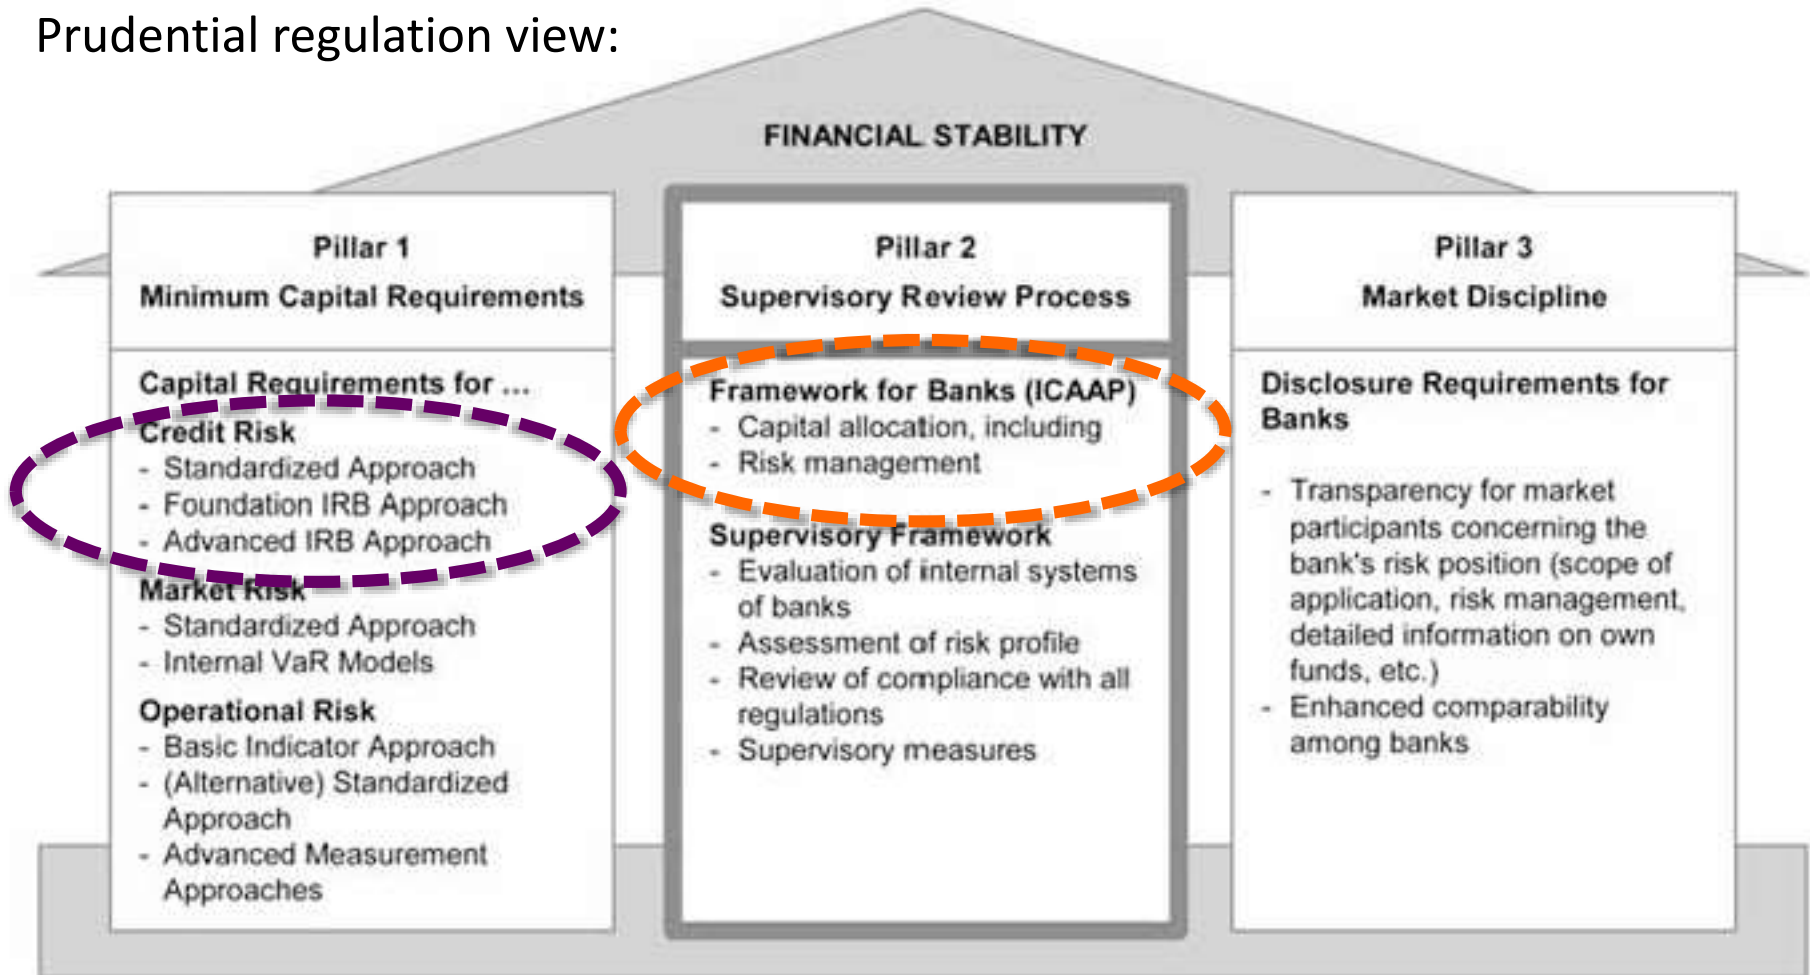 Prudential regulation view:
FINANCIAL STABILITY
Pillar 1
Minimum Capital Requirements
Capital Requirements for ...
Credit Risk
- Standardized Approach
- Foundation IRB Approach
- Advanced IRB Approach
Market Risk
- Standardized Approach
- Internal VaR Models
Operational Risk
- Basic Indicator Approach
- (Alternative) Standardized
Approach
- Advanced Measurement
Approaches
Pillar 2
Supervisory Review Process
Framework for Banks (ICAAP)
- Capital allocation, including
- Risk management
Supervisory Framework
- Evaluation of internal systems
of banks
- Assessment of risk profile
- Review of compliance with all
regulations
- Supervisory measures
Pillar 3
Market Discipline
Disclosure Requirements for
Banks
- Transparency for market
participants concerning the
bank's risk position (scope of
application, risk management,
detailed information on own
funds, etc.)
- Enhanced comparability
among banks